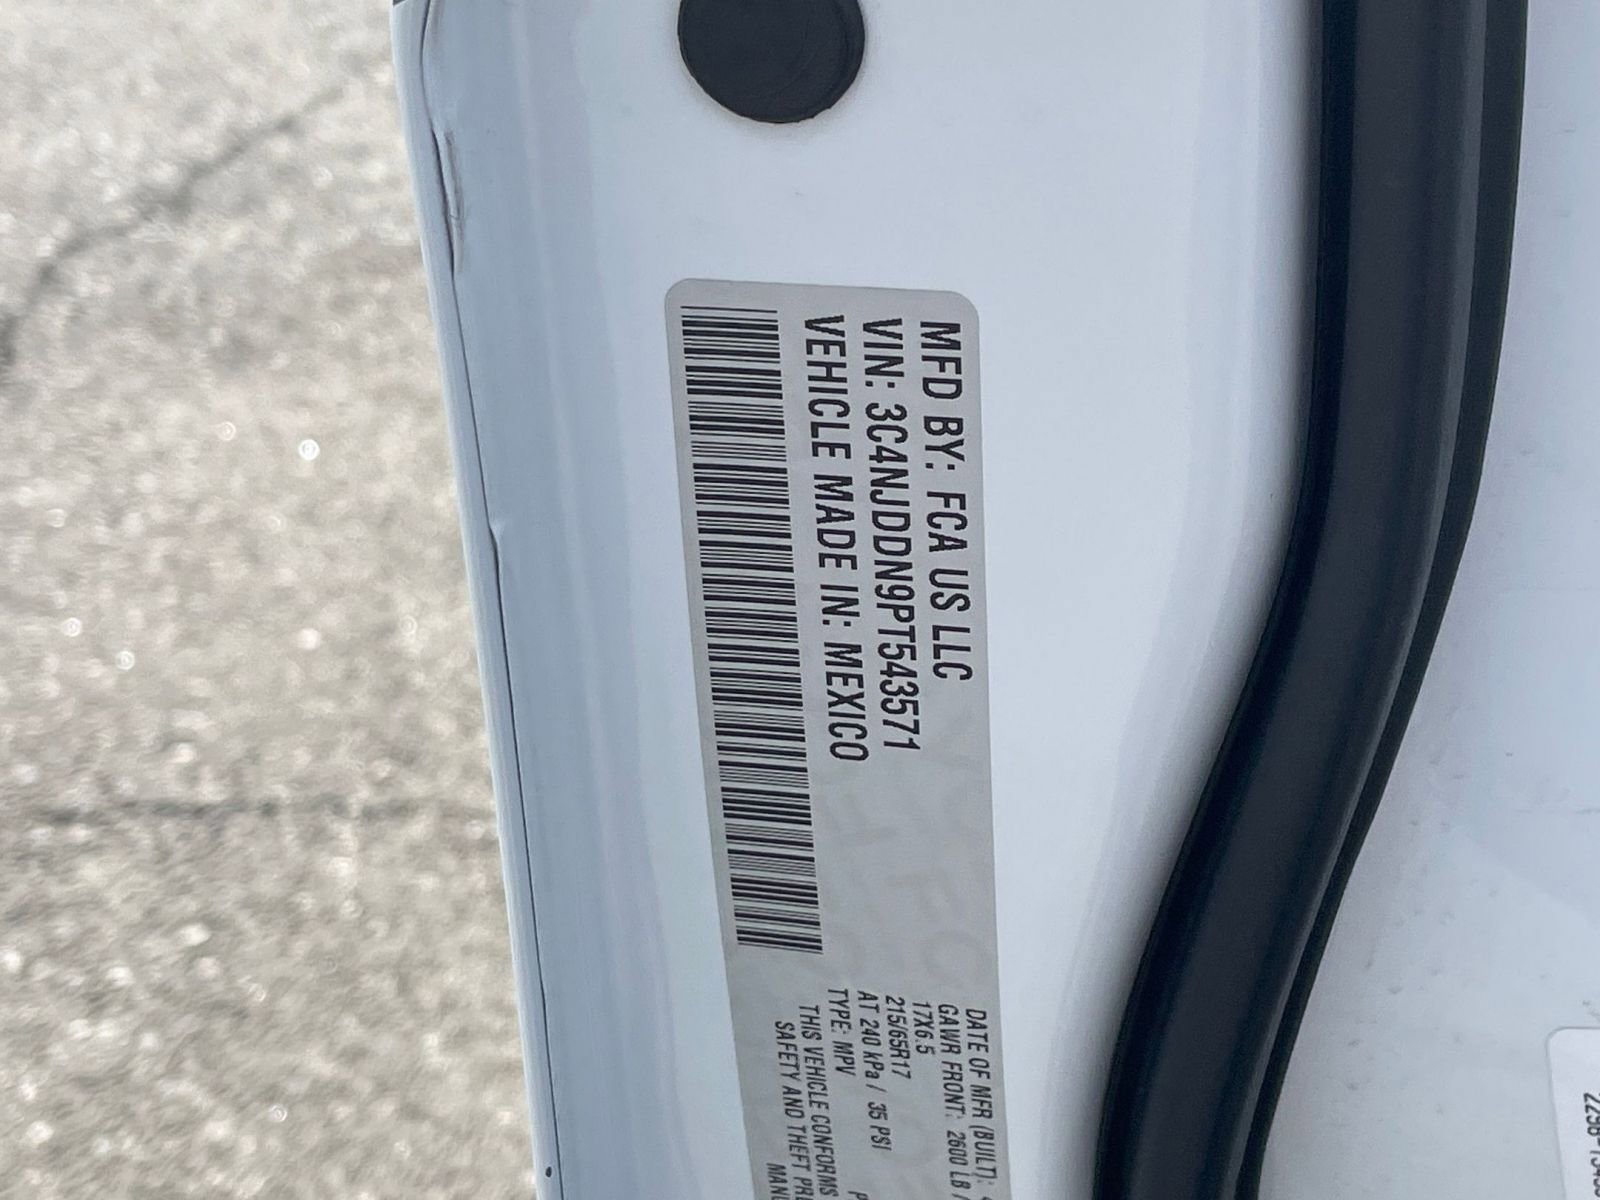 MFD BY: FCA US LLC
VIN: 3C4NJDDN9PT543571
VEHICLE MADE IN: MEXICO
DATE OF MFR (BUILT):
GAWR FRONT: 2600 LB /
17X6.5
215/65R17
AT 240 kPa / 35 PSI
TYPE: MPV
THIS VEHICLE CONFORMS
SAFETY AND THEFT